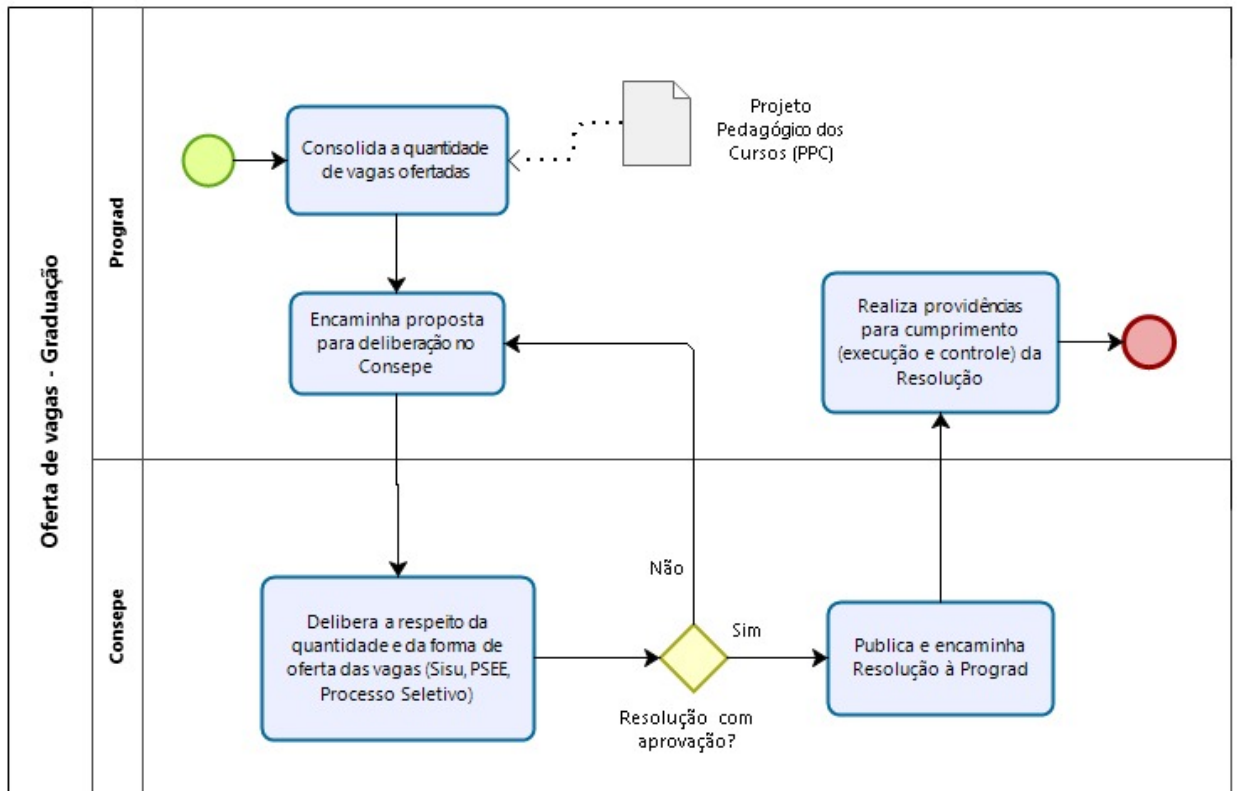 Oferta de vagas - Graduação
Prograd
Consolida a quantidade
de vagas ofertadas
Projeto
Pedagógico dos
Cursos (PPC)
Encaminha proposta
para deliberação no
Consepe
Realiza providências
para cumprimento
(execução e controle) da
Resolução
Consepe
Delibera a respeito da
quantidade e da forma de
oferta das vagas (Sisu, PSEE,
Processo Seletivo)
Não
Sim
Resolução com
aprovação?
Publica e encaminha
Resolução à Prograd